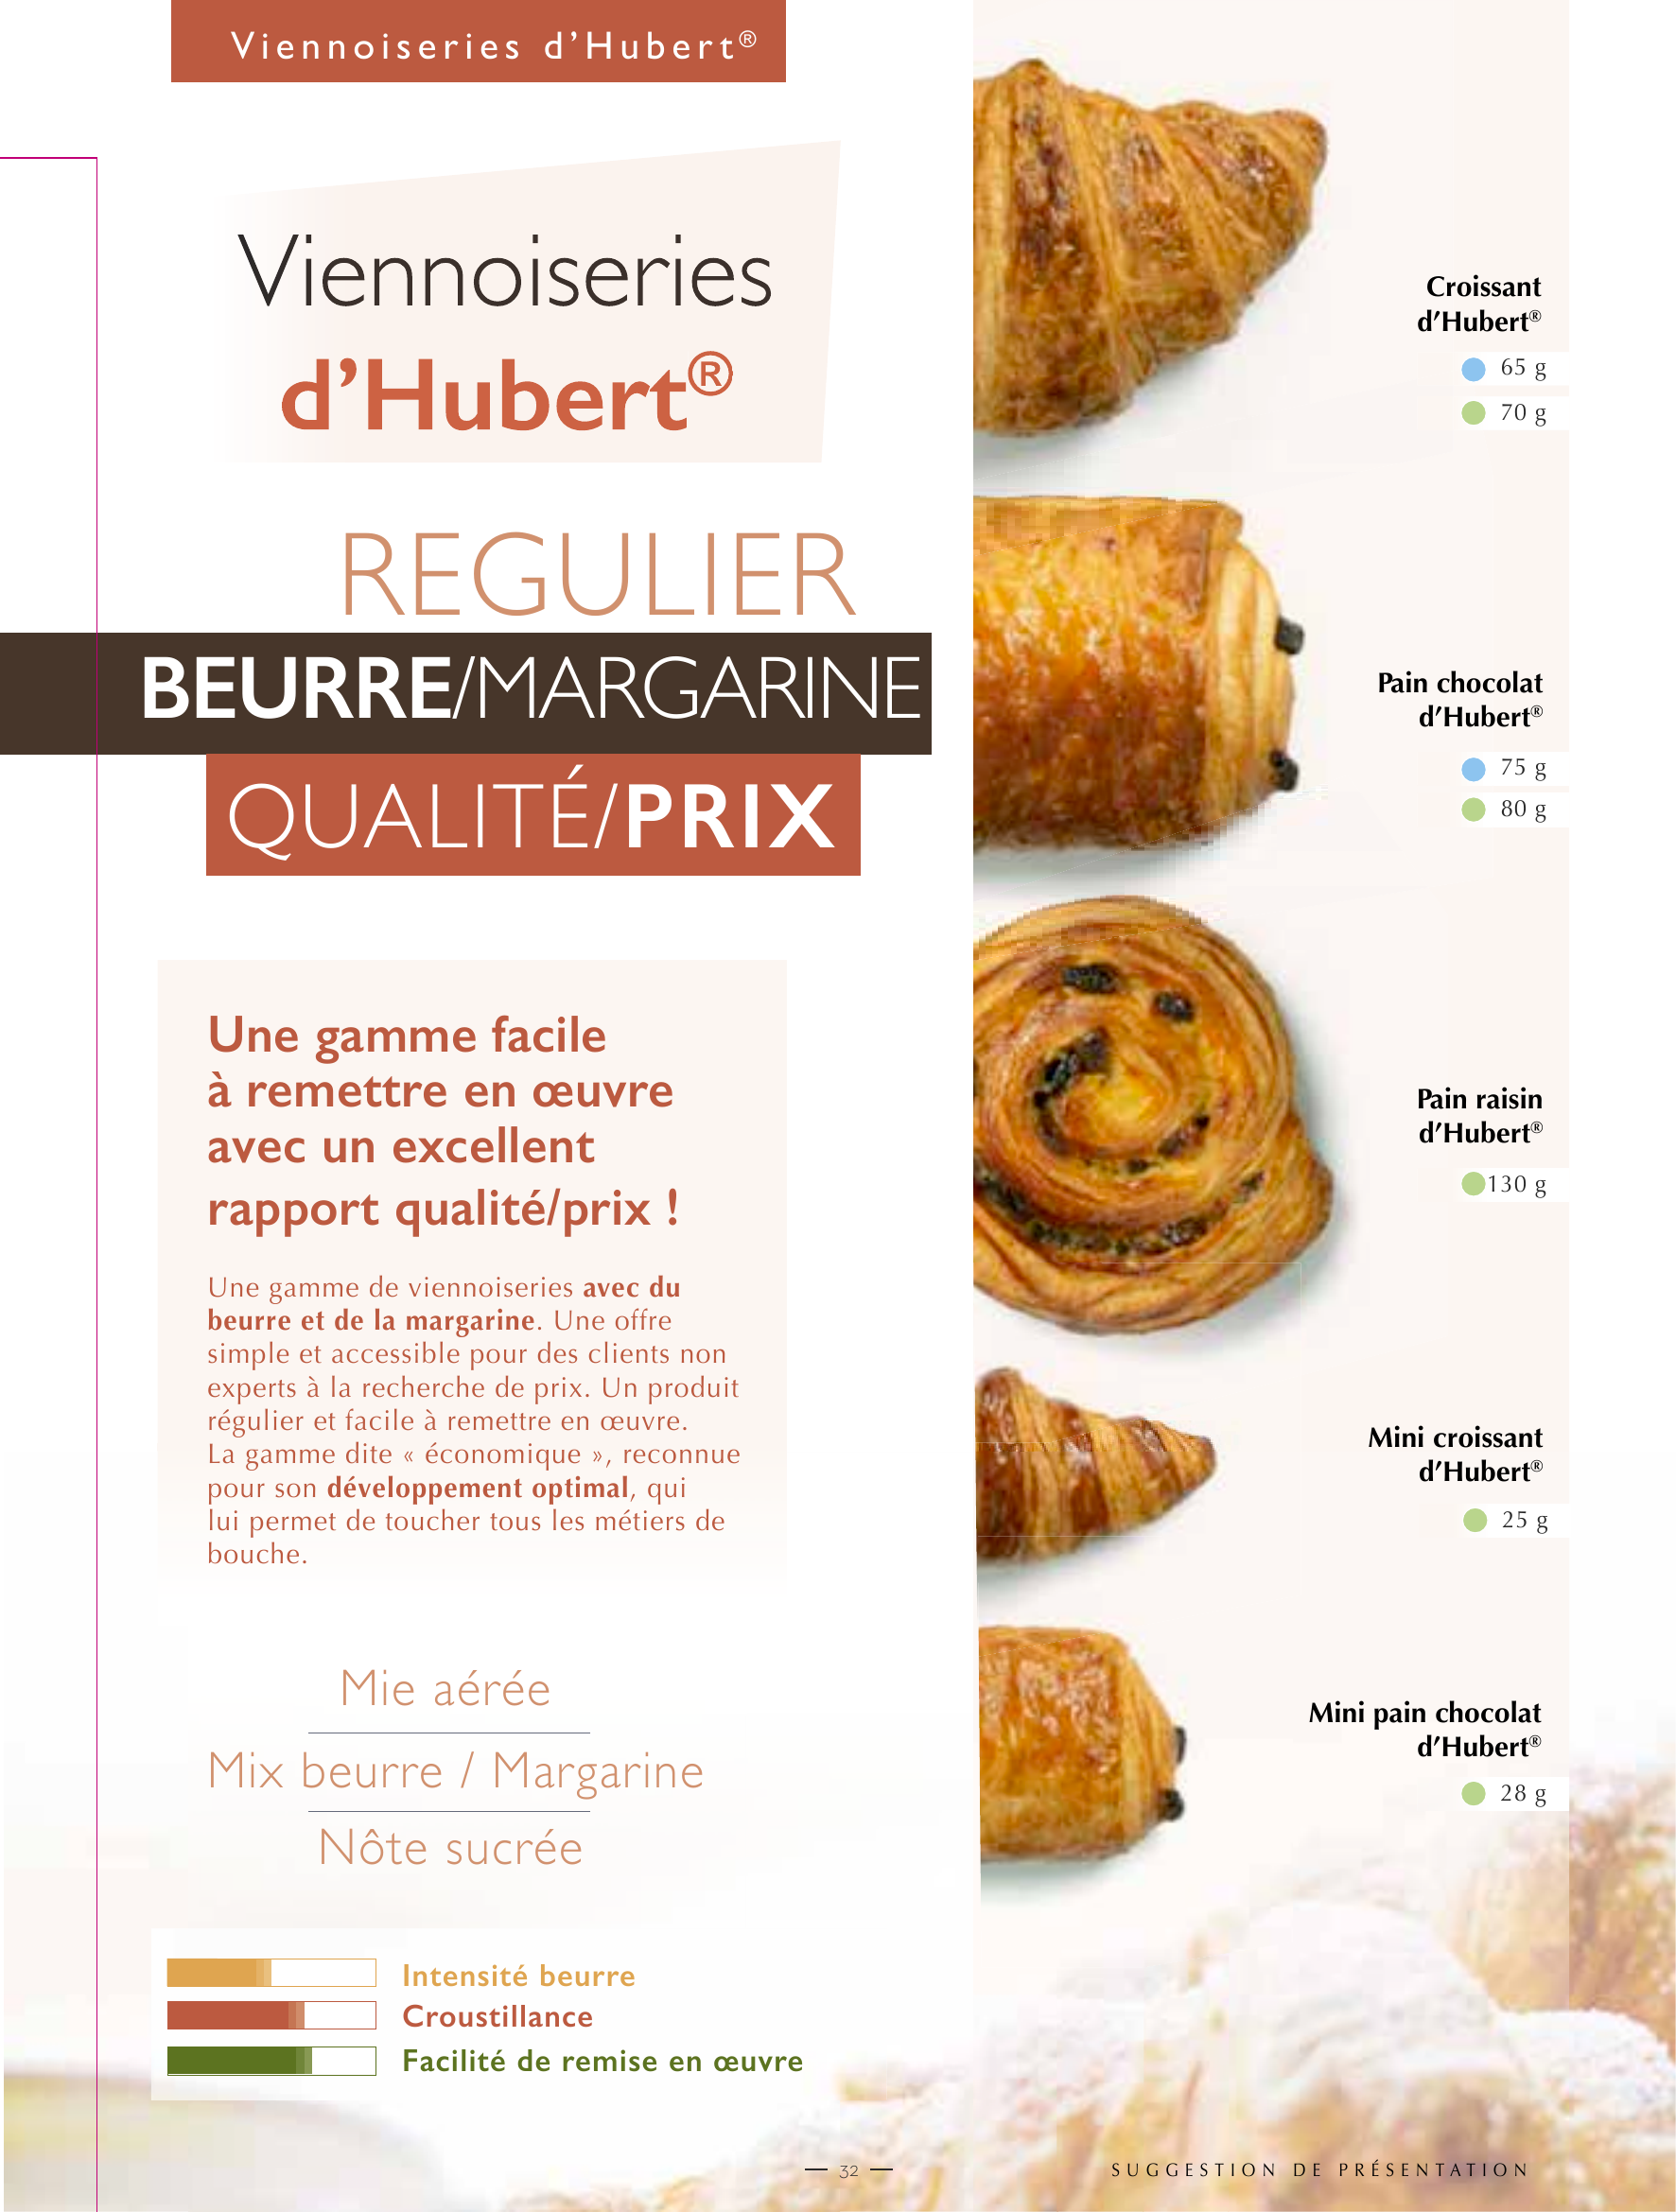 Viennoiseries d’Hubert®
Viennoiseries
d’Hubert®
REGULIER
BEURRE/MARGARINE
QUALITÉ/PRIX
Une gamme facile
à remettre en œuvre
avec un excellent
rapport qualité/prix !
Une gamme de viennoiseries avec du
beurre et de la margarine. Une offre
simple et accessible pour des clients non
experts à la recherche de prix. Un produit
régulier et facile à remettre en œuvre.
La gamme dite « économique », reconnue
pour son développement optimal, qui
lui permet de toucher tous les métiers de
bouche.
Mie aérée
Mix beurre / Margarine
Nôte sucrée
Intensité beurre
Croustillance
Facilité de remise en œuvre
Croissant
d’Hubert®
65 g
70 g
Pain chocolat
d’Hubert®
75 g
80 g
Pain raisin
d’Hubert®
130 g
Mini croissant
d’Hubert®
25 g
Mini pain chocolat
d’Hubert®
28 g
32
SUGGESTION DE PRÉSENTATION